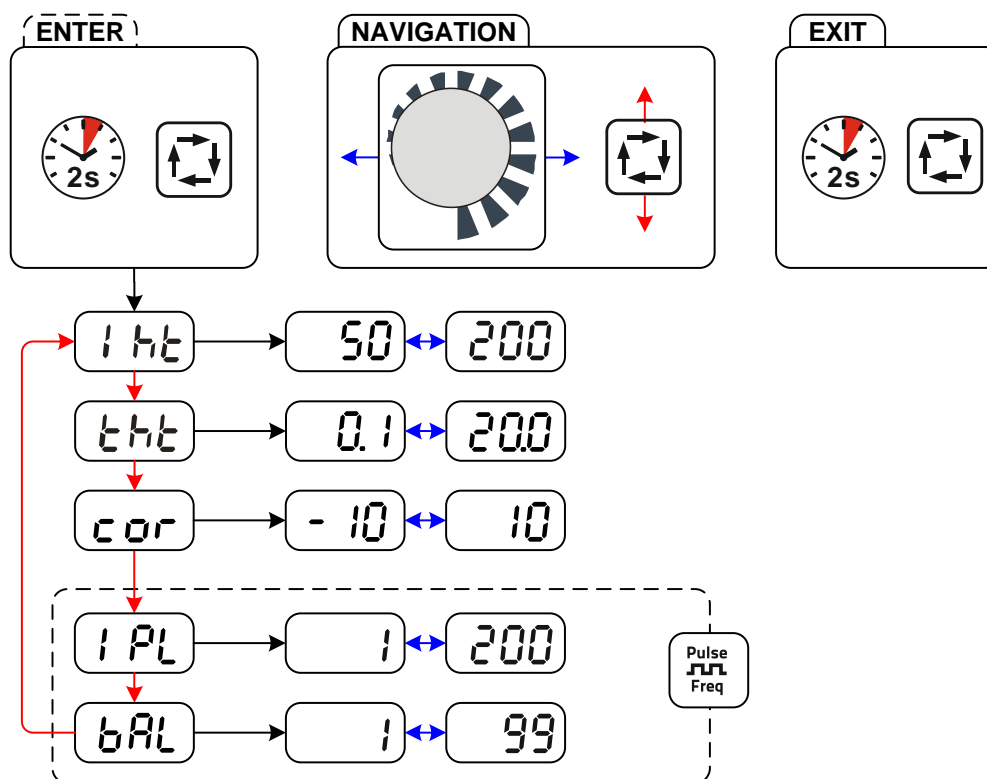 ENTER
NAVIGATION
EXIT
2s
2s
I ht
50
200
tht
0.1
20.0
cor
-10
10
I PL
1
200
Pulse
Freq
bAL
1
99